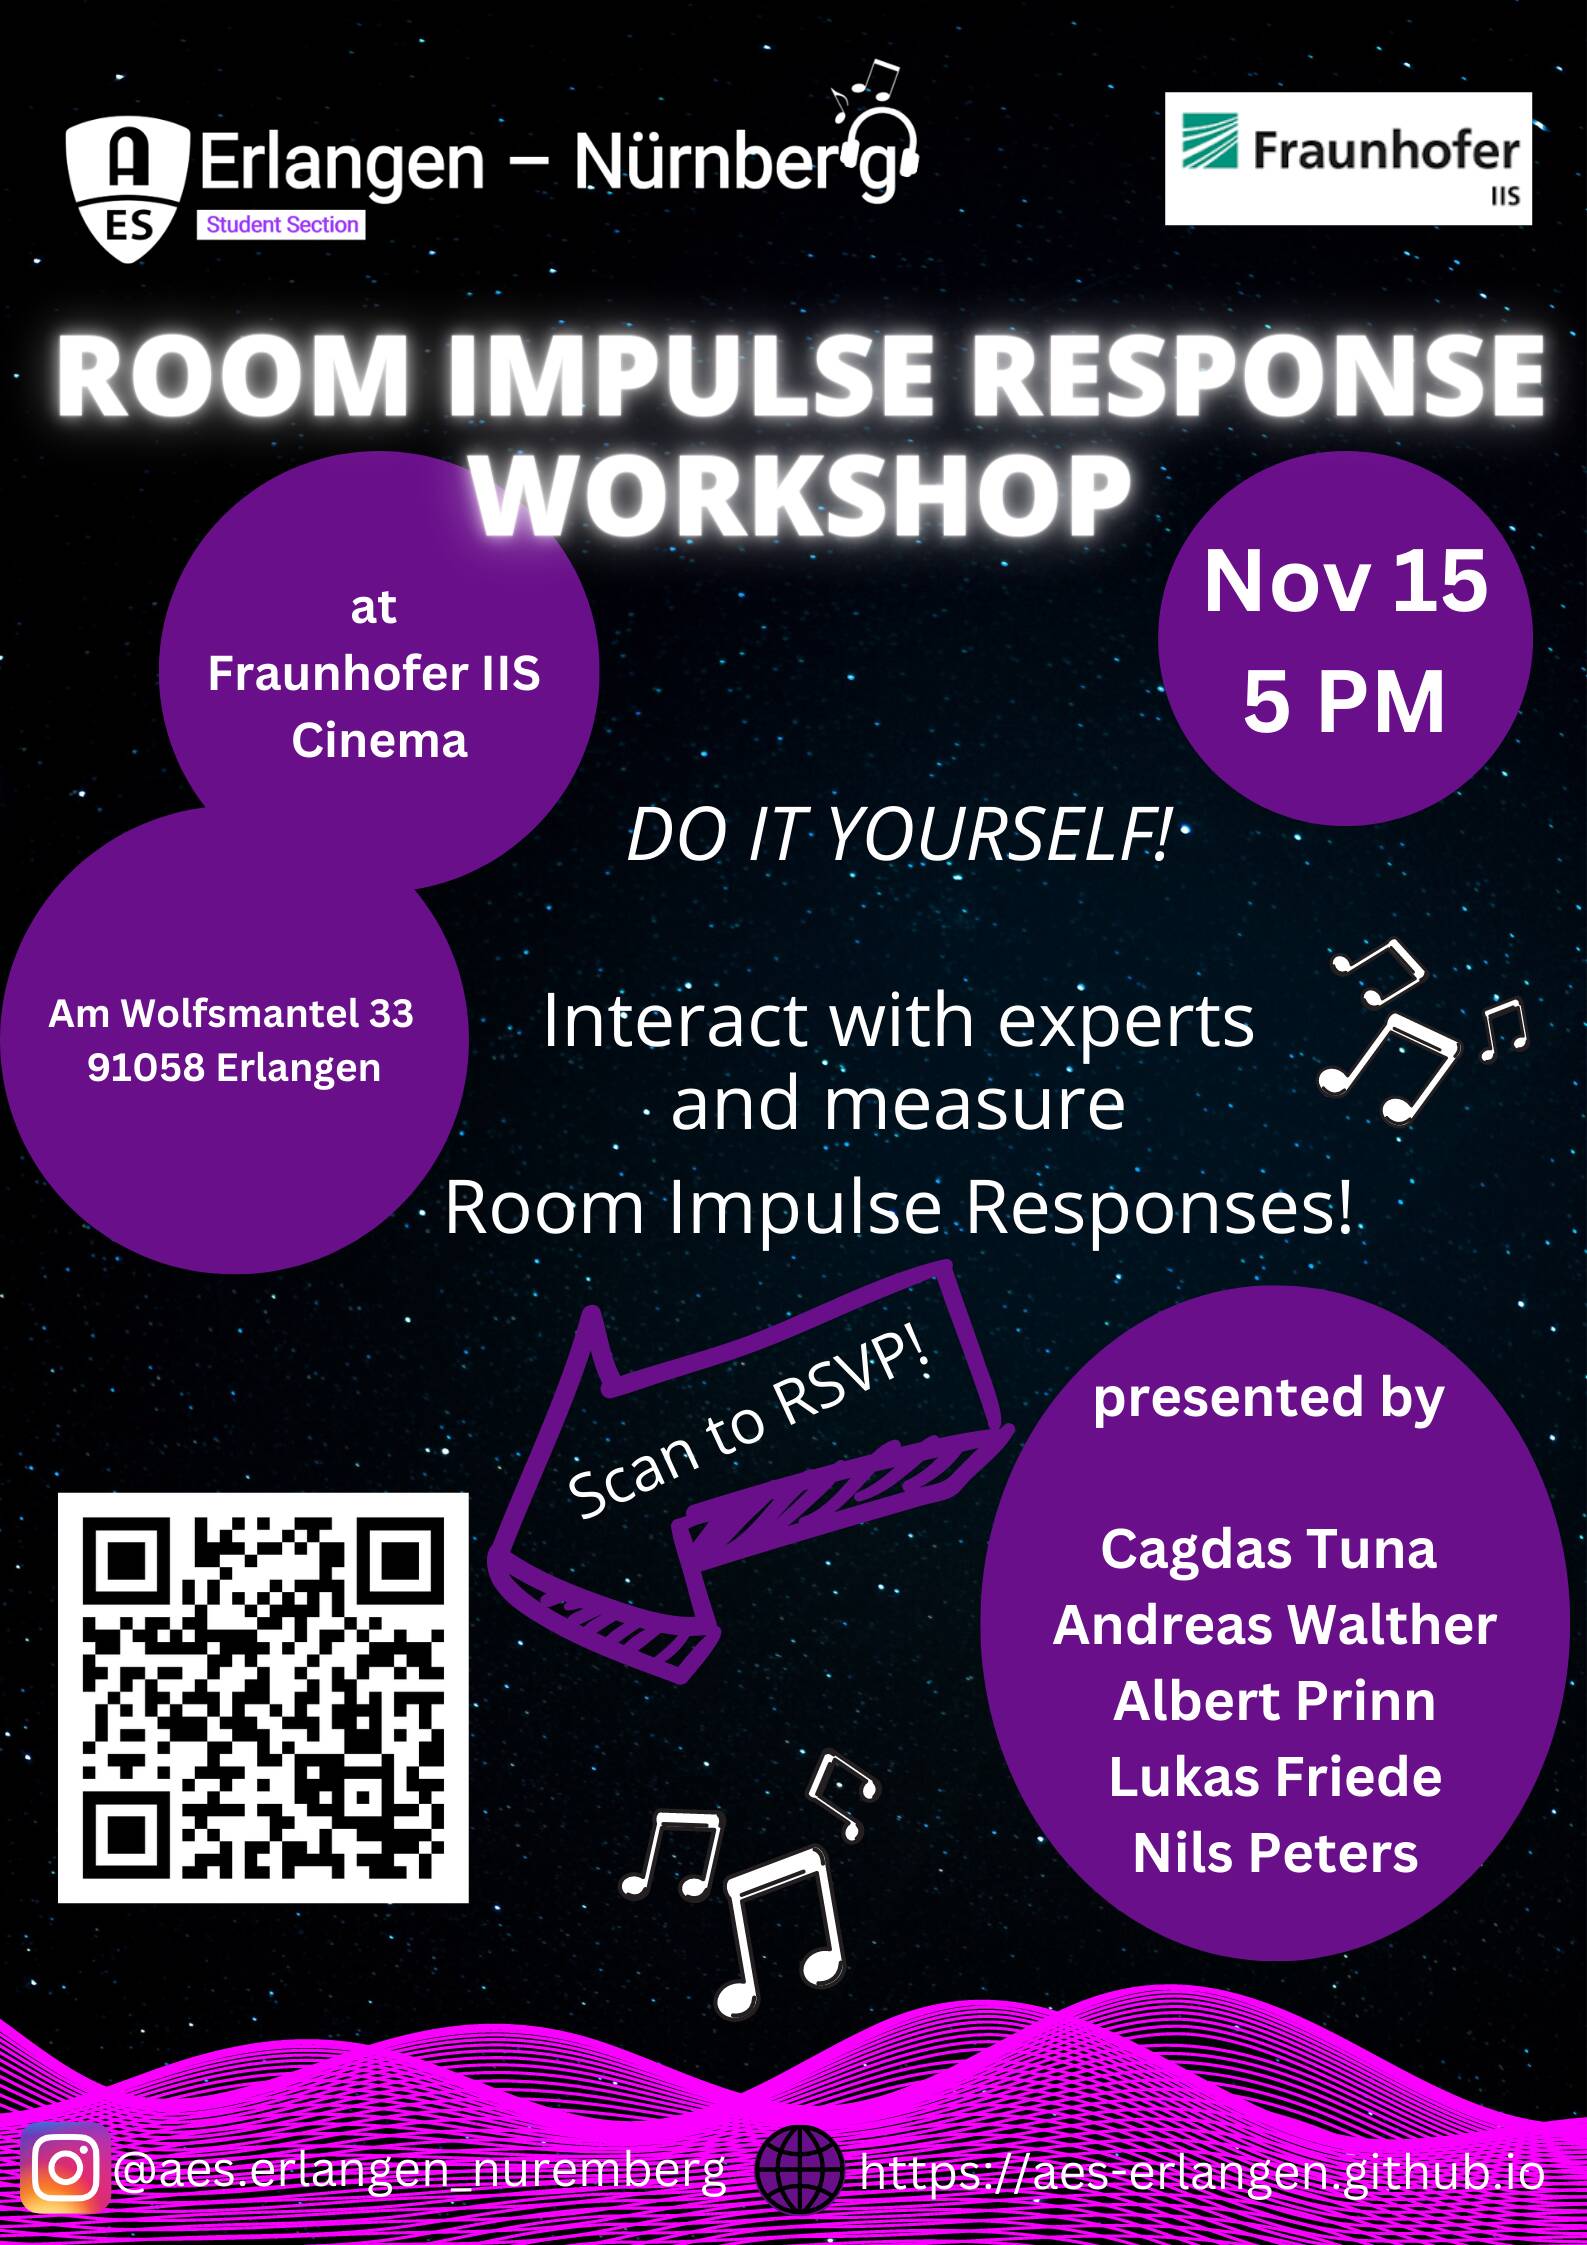 A
ES
Erlangen – Nürnberg
Student Section
Fraunhofer
IIS
ROOM IMPULSE RESPONSE
WORKSHOP
at
Fraunhofer IIS
Cinema
Nov 15
5 PM
DO IT YOURSELF!
Am Wolfsmantel 33
91058 Erlangen
Interact with experts
and measure
Room Impulse Responses!
Scan to RSVP!
presented by
Cagdas Tuna
Andreas Walther
Albert Prinn
Lukas Friede
Nils Peters
@aes.erlangen_nuremberg
https://aes-erlangen.github.io